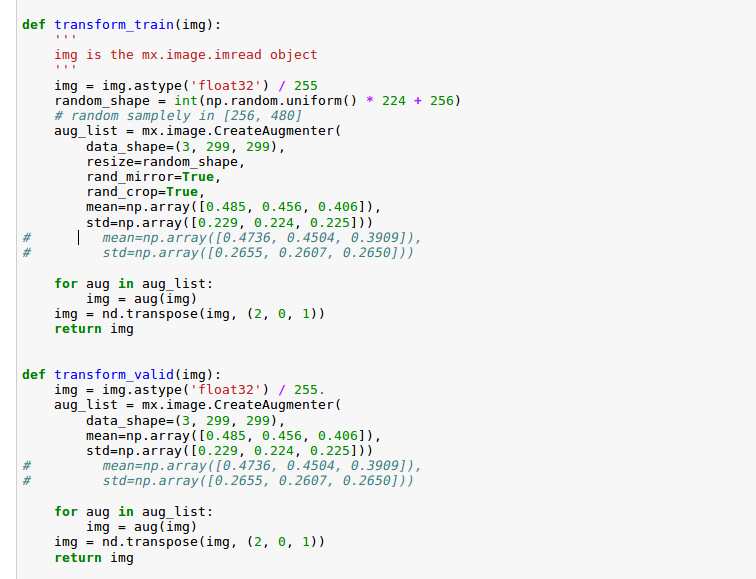 def transform_train(img):
    '''
    img is the mx.image.imread object
    '''
    img = img.astype('float32') / 255
    random_shape = int(np.random.uniform() * 224 + 256)
    # random samplely in [256, 480]
    aug_list = mx.image.CreateAugmenter(
        data_shape=(3, 299, 299),
        resize=random_shape,
        rand_mirror=True,
        rand_crop=True,
        mean=np.array([0.485, 0.456, 0.406]),
        std=np.array([0.229, 0.224, 0.225]))
#         mean=np.array([0.4736, 0.4504, 0.3909]),
#         std=np.array([0.2655, 0.2607, 0.2650]))

    for aug in aug_list:
        img = aug(img)
    img = nd.transpose(img, (2, 0, 1))
    return img


def transform_valid(img):
    img = img.astype('float32') / 255.
    aug_list = mx.image.CreateAugmenter(
        data_shape=(3, 299, 299),
        mean=np.array([0.485, 0.456, 0.406]),
        std=np.array([0.229, 0.224, 0.225]))
#         mean=np.array([0.4736, 0.4504, 0.3909]),
#         std=np.array([0.2655, 0.2607, 0.2650]))

    for aug in aug_list:
        img = aug(img)
    img = nd.transpose(img, (2, 0, 1))
    return img